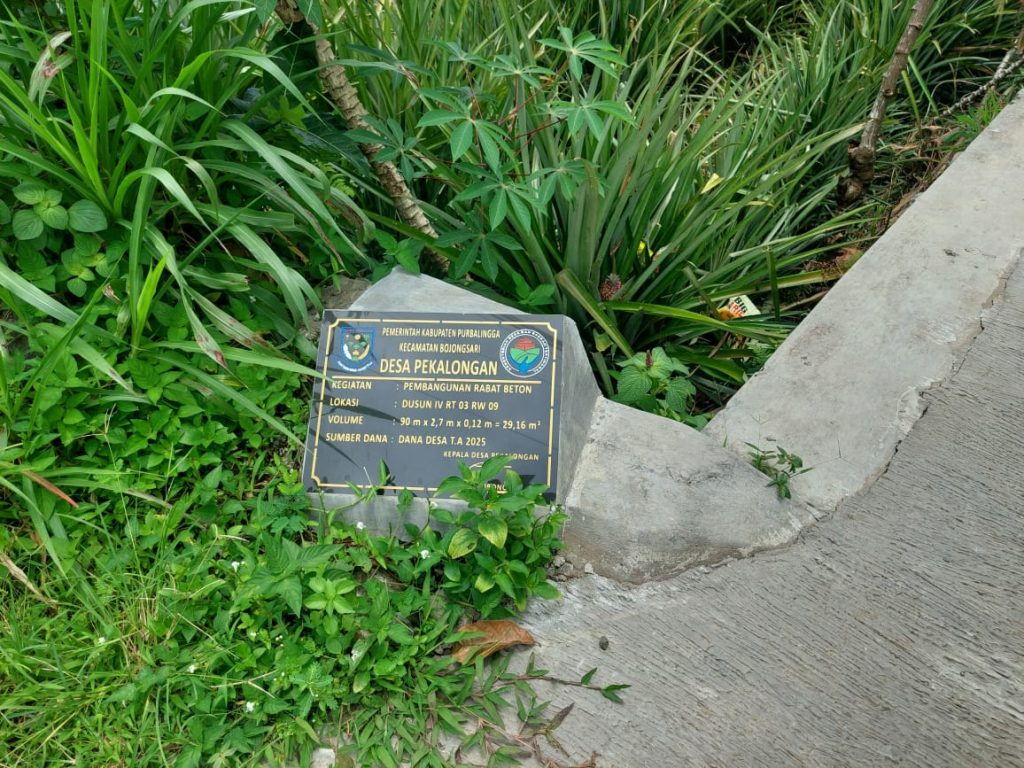 PEMERINTAH KABUPATEN PURBALINGGA
KECAMATAN BOJONGSARI
DESA PEKALONGAN
KEGIATAN : PEMBANGUNAN RABAT BETON
LOKASI : DUSUN IV RT 03 RW 09
VOLUME : 90 m x 2,7 m x 0,12 m = 29,16 m³
SUMBER DANA : DANA DESA T.A 2025
KEPALA DESA PEKALONGAN